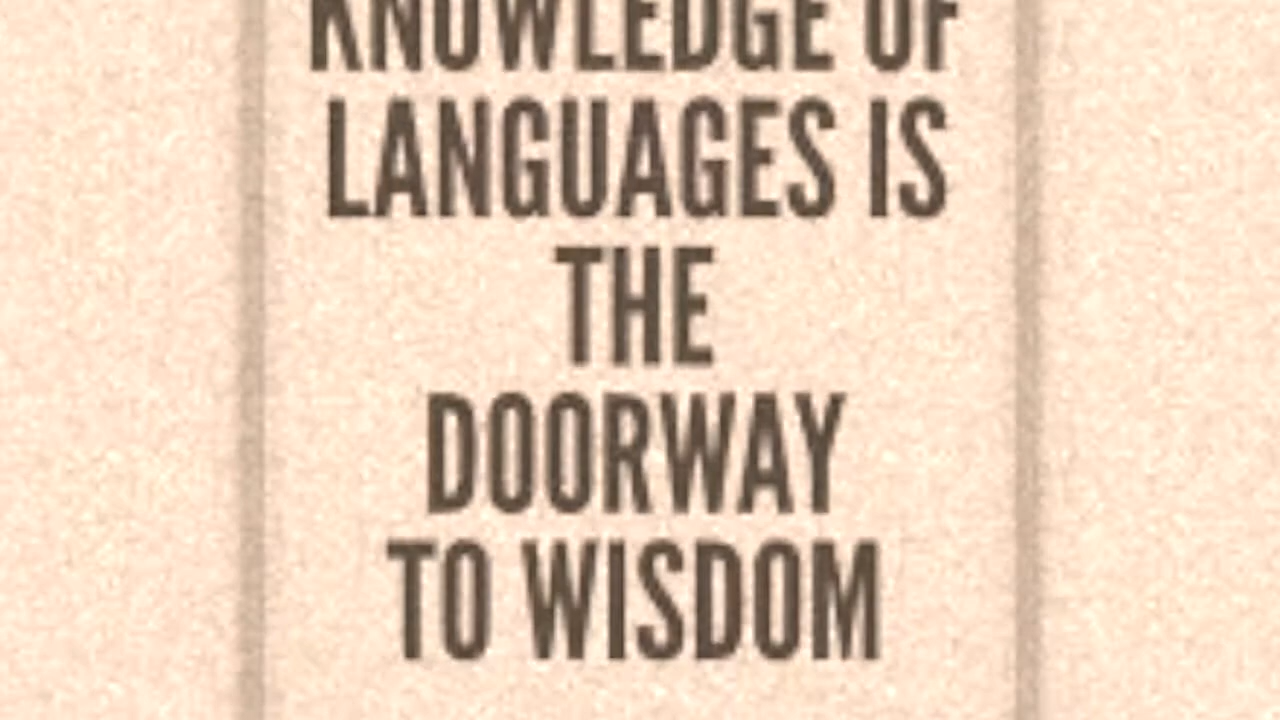 KNOWLEDGE OF
LANGUAGES IS
THE
DOORWAY
TO WISDOM